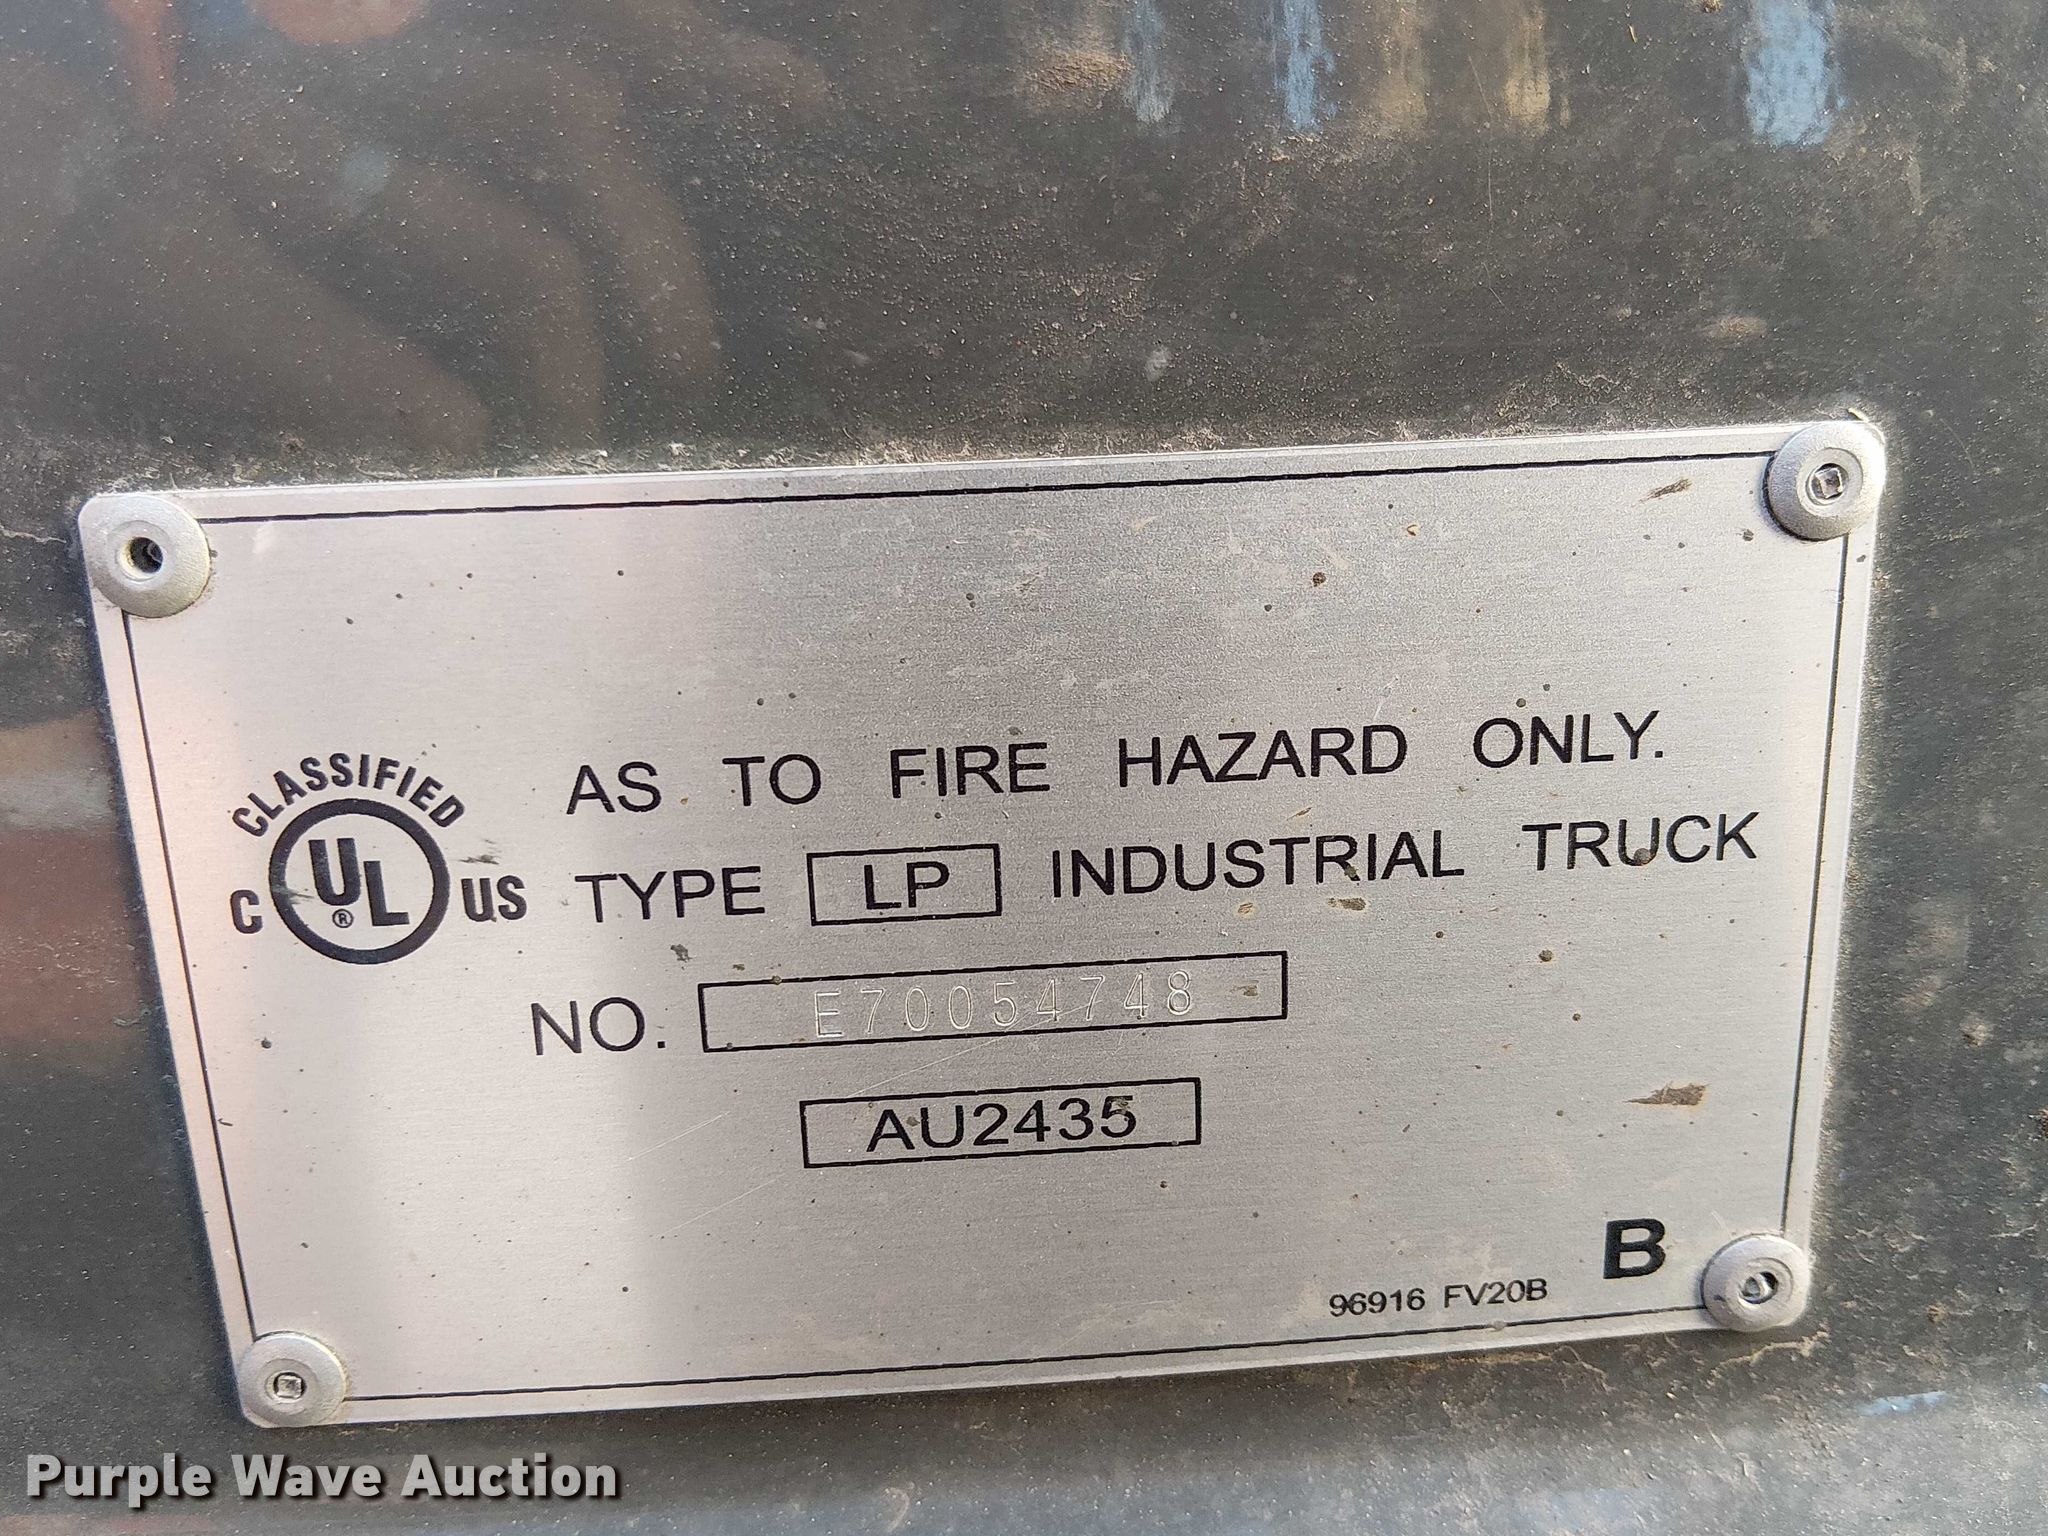 CLASSIFIED
C UL ® US
AS TO FIRE HAZARD ONLY.
TYPE LP INDUSTRIAL TRUCK
NO. E70054748
AU2435
B
96916 FV20B
Purple Wave Auction